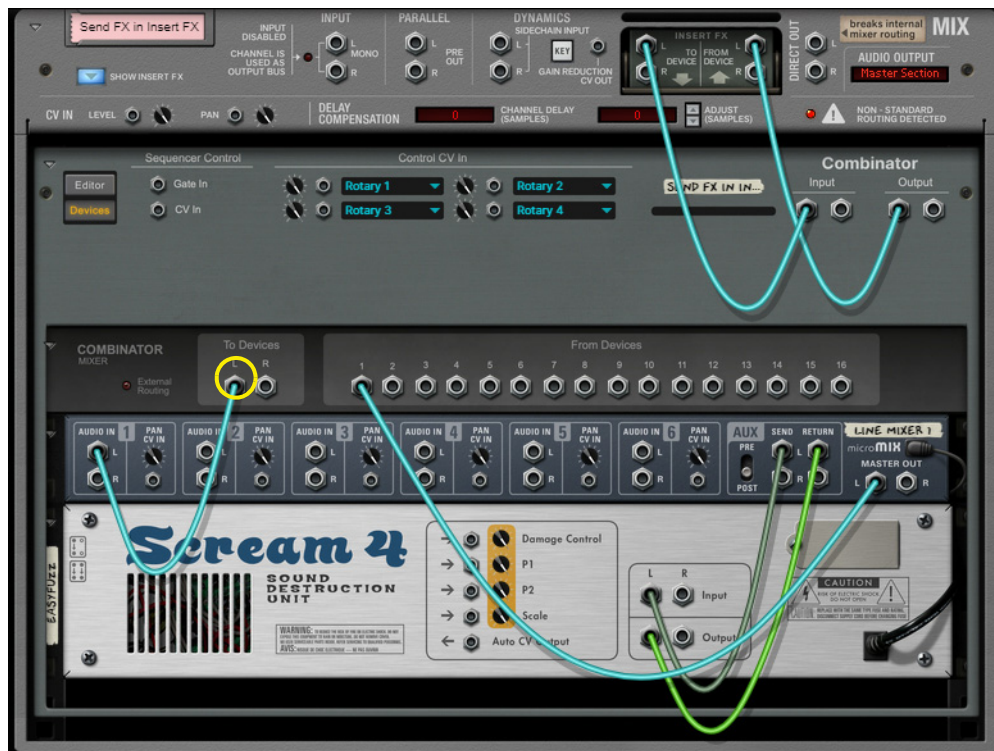 Send FX in Insert FX
SHOW INSERT FX
INPUT DISABLED
CHANNEL IS USED AS OUTPUT BUS
INPUT
L
MONO
R
PARALLEL
L
PRE OUT
R
DYNAMICS
SIDECHAIN INPUT
L
KEY
R
GAIN REDUCTION CV OUT
INSERT FX
L
TO DEVICE
FROM DEVICE
L
R
R
DIRECT OUT
L
R
breaks internal mixer routing
MIX
AUDIO OUTPUT
Master Section
CV IN
LEVEL
PAN
DELAY COMPENSATION
0
CHANNEL DELAY (SAMPLES)
0
ADJUST (SAMPLES)
NON - STANDARD ROUTING DETECTED
Editor
Devices
Sequencer Control
Gate In
CV In
Control CV In
Rotary 1
Rotary 2
Rotary 3
Rotary 4
SEND FX IN IN...
Combinator
Input
Output
COMBINATOR
MIXER
External Routing
To Devices
L
R
From Devices
1 2 3 4 5 6 7 8 9 10 11 12 13 14 15 16
AUDIO IN 1 PAN CV IN
L
R
AUDIO IN 2 PAN CV IN
L
R
AUDIO IN 3 PAN CV IN
L
R
AUDIO IN 4 PAN CV IN
L
R
AUDIO IN 5 PAN CV IN
L
R
AUDIO IN 6 PAN CV IN
L
R
AUX SEND RETURN
PRE
POST
L
R
LINE MIXER 1
microMIX
MASTER OUT
L
R
EASYFUZZ
Scream 4
SOUND
DESTRUCTION
UNIT
Damage Control
P1
P2
Scale
Auto CV Output
L R
Input
Output
CAUTION
RISK OF ELECTRIC SHOCK
DO NOT OPEN